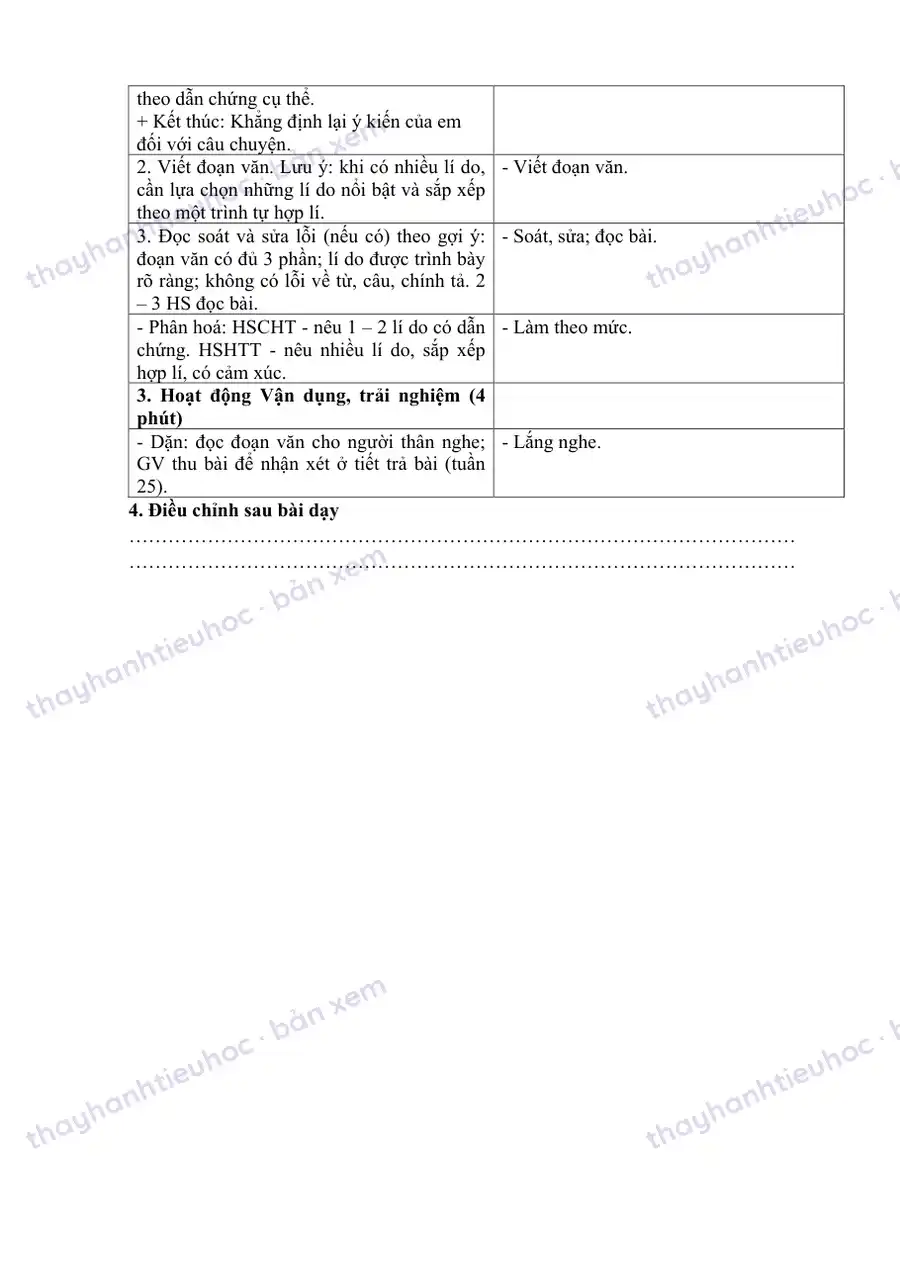 theo dẫn chứng cụ thể.
+ Kết thúc: Khẳng định lại ý kiến của em
đối với câu chuyện.
2. Viết đoạn văn. Lưu ý: khi có nhiều lí do,
cần lựa chọn những lí do nổi bật và sắp xếp
theo một trình tự hợp lí.
- Viết đoạn văn.
3. Đọc soát và sửa lỗi (nếu có) theo gợi ý:
đoạn văn có đủ 3 phần; lí do được trình bày
rõ ràng; không có lỗi về từ, câu, chính tả. 2
– 3 HS đọc bài.
- Soát, sửa; đọc bài.
- Phân hoá: HSCHT - nêu 1 – 2 lí do có dẫn
chứng. HSHTT - nêu nhiều lí do, sắp xếp
hợp lí, có cảm xúc.
- Làm theo mức.
3. Hoạt động Vận dụng, trải nghiệm (4
phút)
- Dặn: đọc đoạn văn cho người thân nghe;
GV thu bài để nhận xét ở tiết trả bài (tuần
25).
- Lắng nghe.
4. Điều chỉnh sau bài dạy
……………………………………………………………………………………………
……………………………………………………………………………………………
thayhanhtieuhoc · bản xem
thayhanhtieuhoc · b
thayhanhtieuhoc · bản xem
thayhanhtieuhoc · b
thayhanhtieuhoc · bản xem
thayhanhtieuhoc · b